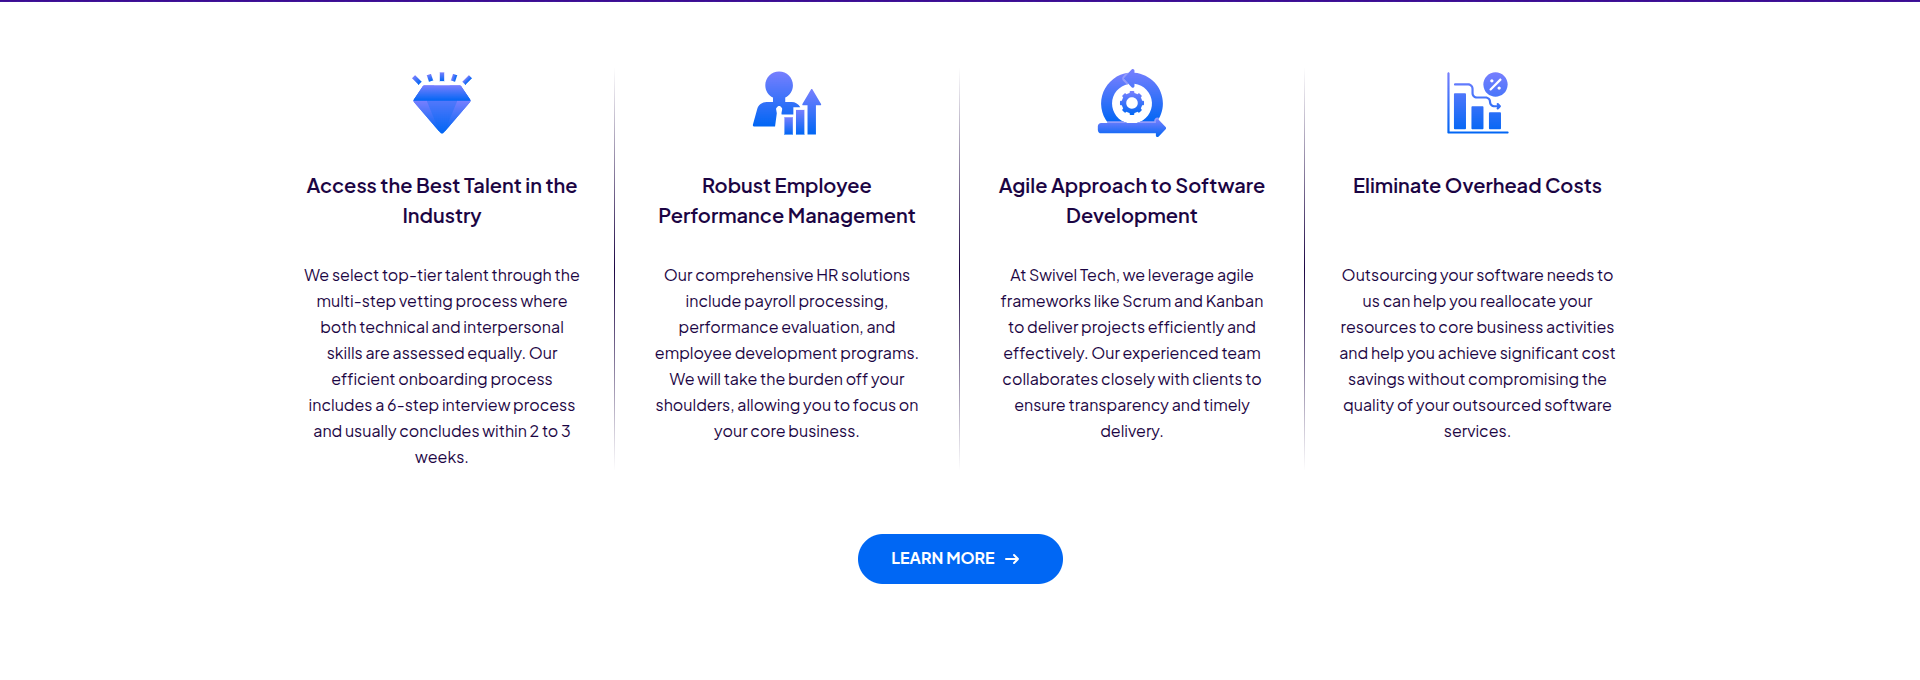 Access the Best Talent in the
Industry
We select top-tier talent through the
multi-step vetting process where
both technical and interpersonal
skills are assessed equally. Our
efficient onboarding process
includes a 6-step interview process
and usually concludes within 2 to 3
weeks.
Robust Employee
Performance Management
Our comprehensive HR solutions
include payroll processing,
performance evaluation, and
employee development programs.
We will take the burden off your
shoulders, allowing you to focus on
your core business.
Agile Approach to Software
Development
At Swivel Tech, we leverage agile
frameworks like Scrum and Kanban
to deliver projects efficiently and
effectively. Our experienced team
collaborates closely with clients to
ensure transparency and timely
delivery.
Eliminate Overhead Costs
Outsourcing your software needs to
us can help you reallocate your
resources to core business activities
and help you achieve significant cost
savings without compromising the
quality of your outsourced software
services.
LEARN MORE →